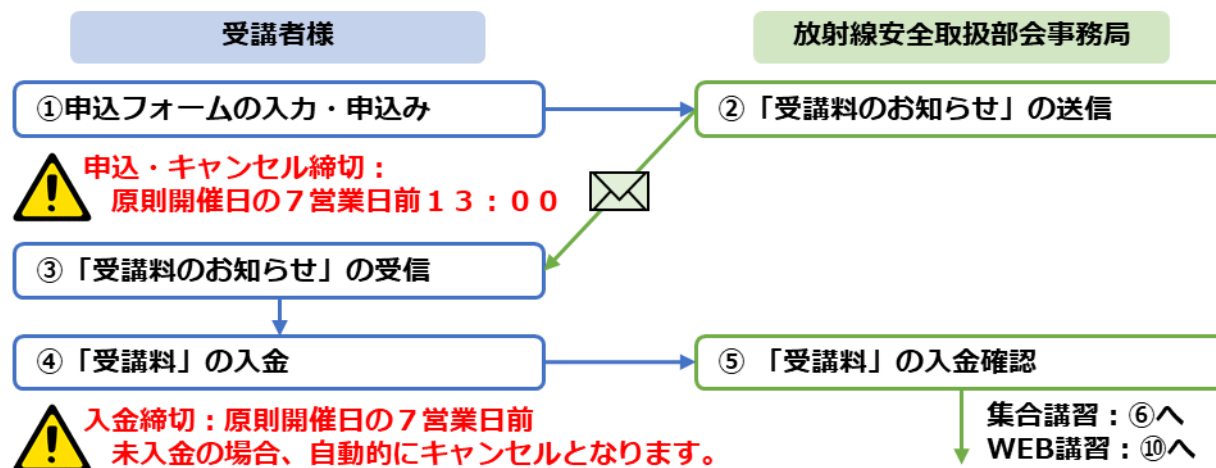 受講者様
放射線安全取扱部会事務局
①申込フォームの入力・申込み
②「受講料のお知らせ」の送信
申込・キャンセル締切：
原則開催日の７営業日前１３：００
③「受講料のお知らせ」の受信
④「受講料」の入金
⑤ 「受講料」の入金確認
入金締切：原則開催日の７営業日前
未入金の場合、自動的にキャンセルとなります。
集合講習：⑥へ
WEB講習：⑩へ